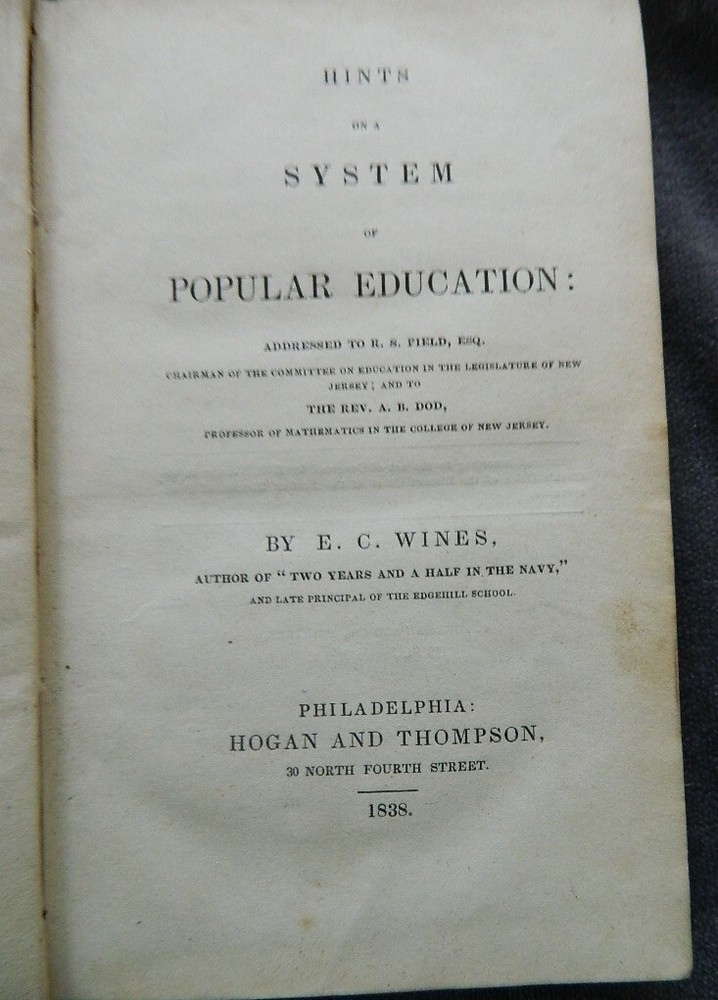 HINTS
ON A
SYSTEM
OF
POPULAR EDUCATION:
ADDRESSED TO R. S. FIELD, ESQ.
CHAIRMAN OF THE COMMITTEE ON EDUCATION IN THE LEGISLATURE OF NEW
JERSEY; AND TO
THE REV. A. B. DOD,
PROFESSOR OF MATHEMATICS IN THE COLLEGE OF NEW JERSEY.
BY E. C. WINES,
AUTHOR OF "TWO YEARS AND A HALF IN THE NAVY,"
AND LATE PRINCIPAL OF THE EDGEHILL SCHOOL.
PHILADELPHIA:
HOGAN AND THOMPSON,
30 NORTH FOURTH STREET.
1838.